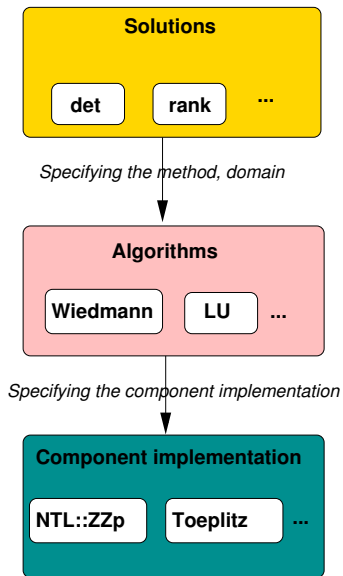 Solutions
det rank ...
Specifying the method, domain
Algorithms
Wiedmann LU ...
Specifying the component implementation
Component implementation
NTL::ZZp Toeplitz ...